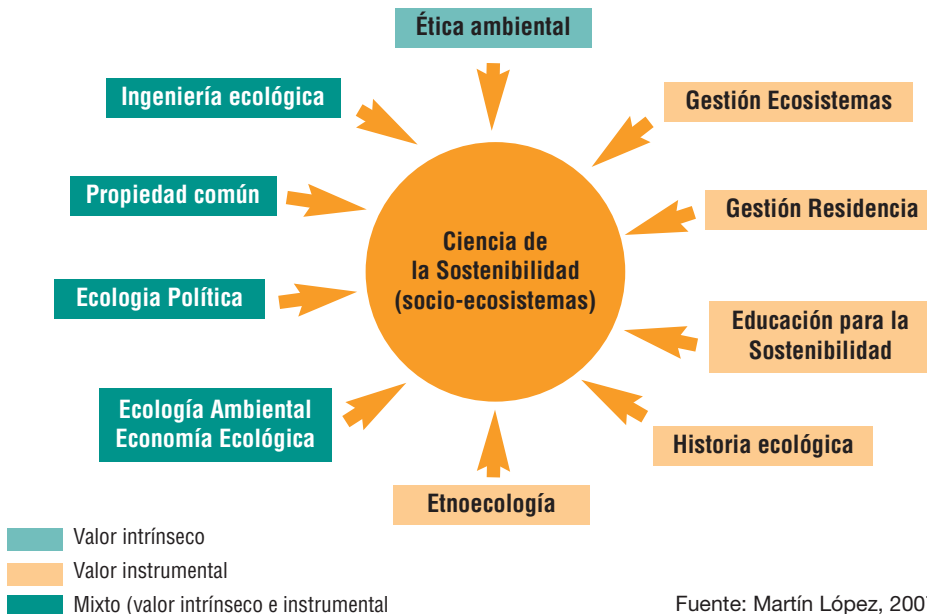 Ética ambiental
Ingeniería ecológica
Gestión Ecosistemas
Propiedad común
Gestión Residencia
Ciencia de
la Sostenibilidad
(socio-ecosistemas)
Ecologia Política
Educación para la
Sostenibilidad
Ecología Ambiental
Economía Ecológica
Historia ecológica
Etnoecología
Valor intrínseco
Valor instrumental
Mixto (valor intrínseco e instrumental
Fuente: Martín López, 2007